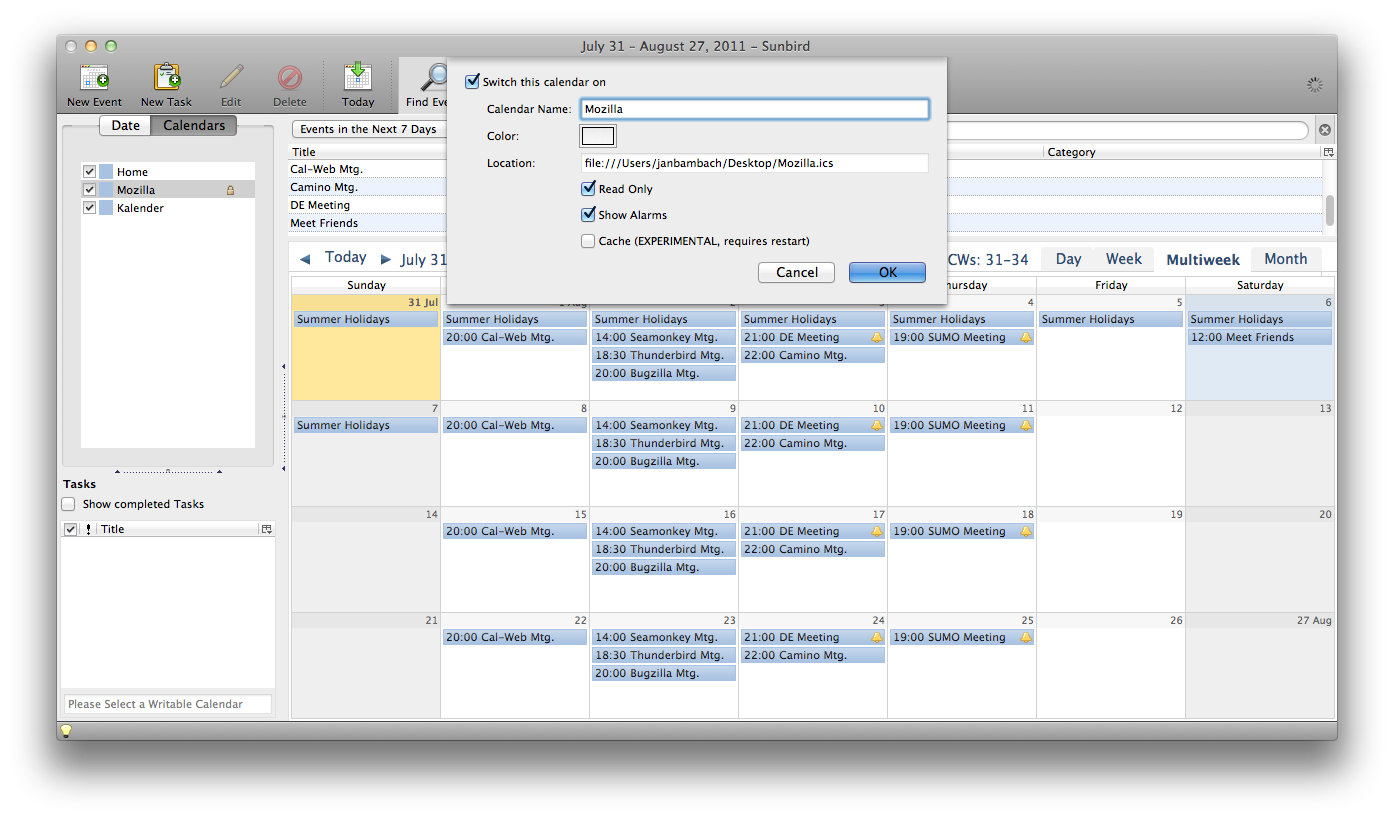 July 31 – August 27, 2011 – Sunbird
New Event New Task Edit Delete Today Find Eve
Switch this calendar on
Calendar Name: Mozilla
Color:
Location: file:///Users/janbambach/Desktop/Mozilla.ics
Read Only
Show Alarms
Cache (EXPERIMENTAL, requires restart)
Cancel OK
Date Calendars
Home
Mozilla
Kalender
Events in the Next 7 Days
Title Category
Cal-Web Mtg.
Camino Mtg.
DE Meeting
Meet Friends
Today July 31 CWs: 31-34 Day Week Multiweek Month
Sunday Friday Saturday
31 Jul 4 5 6
Summer Holidays Summer Holidays Summer Holidays Summer Holidays Summer Holidays Summer Holidays Summer Holidays
20:00 Cal-Web Mtg. 14:00 Seamonkey Mtg. 21:00 DE Meeting 19:00 SUMO Meeting 12:00 Meet Friends
18:30 Thunderbird Mtg. 22:00 Camino Mtg.
20:00 Bugzilla Mtg.
7 8 9 10 11 12 13
Summer Holidays 20:00 Cal-Web Mtg. 14:00 Seamonkey Mtg. 21:00 DE Meeting 19:00 SUMO Meeting
18:30 Thunderbird Mtg. 22:00 Camino Mtg.
20:00 Bugzilla Mtg.
14 15 16 17 18 19 20
20:00 Cal-Web Mtg. 14:00 Seamonkey Mtg. 21:00 DE Meeting 19:00 SUMO Meeting
18:30 Thunderbird Mtg. 22:00 Camino Mtg.
20:00 Bugzilla Mtg.
21 22 23 24 25 26 27 Aug
20:00 Cal-Web Mtg. 14:00 Seamonkey Mtg. 21:00 DE Meeting 19:00 SUMO Meeting
18:30 Thunderbird Mtg. 22:00 Camino Mtg.
20:00 Bugzilla Mtg.
Tasks
Show completed Tasks
! Title
Please Select a Writable Calendar